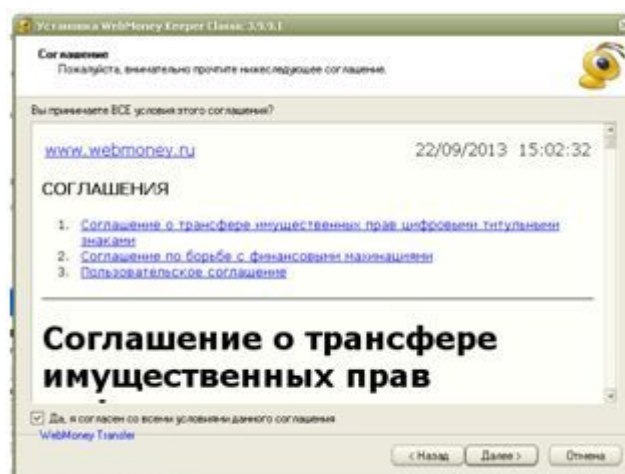 Установка WebMoney Keeper Classic 3.9.9.1
Соглашение
Пожалуйста, внимательно прочтите нижеследующее соглашение.
Вы принимаете ВСЕ условия этого соглашения?
www.webmoney.ru 22/09/2013 15:02:32
СОГЛАШЕНИЯ
1. Соглашение о трансфере имущественных прав цифровыми титульными
знаками
2. Соглашение по борьбе с финансовыми махинациями
3. Пользовательское соглашение
Соглашение о трансфере
имущественных прав
Да, я согласен со всеми условиями данного соглашения
WebMoney Transfer
< Назад Далее > Отмена